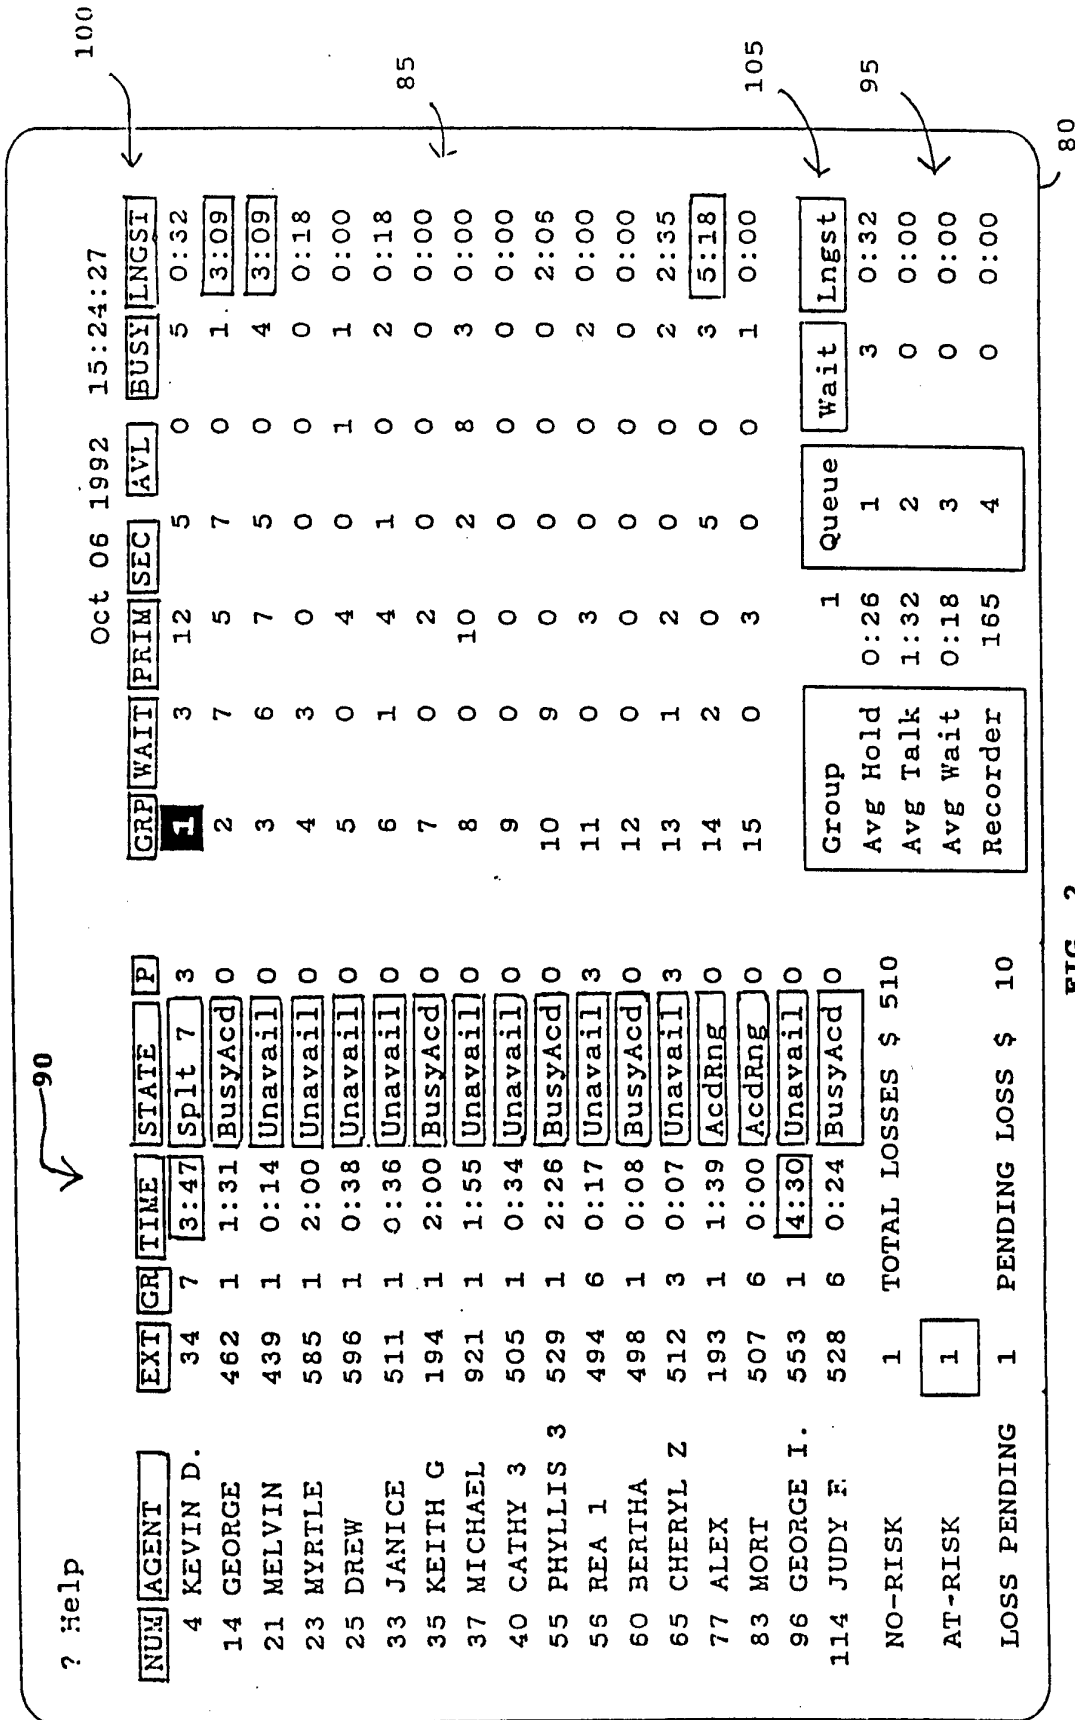 100
85
105
95
80
90
? Help
Oct 06 1992 15:24:27
NUM AGENT EXT GR TIME STATE P GRP WAIT PRIM SEC AVL BUSY LNGST
4 KEVIN D. 34 7 3:47 Splt 7 3 1 3 12 5 0 5 0:32
14 GEORGE 462 1 1:31 BusyAcd 0 2 7 5 7 0 1 3:09
21 MELVIN 439 1 0:14 Unavail 0 3 6 7 5 0 4 3:09
23 MYRTLE 585 1 2:00 Unavail 0 4 3 0 0 0 0 0:18
25 DREW 596 1 0:38 Unavail 0 5 0 4 0 1 1 0:00
33 JANICE 511 1 0:36 Unavail 0 6 1 4 1 0 2 0:18
35 KEITH G 194 1 2:00 BusyAcd 0 7 0 2 0 0 0 0:00
37 MICHAEL 921 1 1:55 Unavail 0 8 0 10 2 8 3 0:00
40 CATHY 3 505 1 0:34 Unavail 0 9 0 0 0 0 0 0:00
55 PHYLLIS 3 529 1 2:26 BusyAcd 0 10 9 0 0 0 0 2:06
56 REA 1 494 6 0:17 Unavail 3 11 0 3 0 0 2 0:00
60 BERTHA 498 1 0:08 BusyAcd 0 12 0 0 0 0 0 0:00
65 CHERYL Z 512 3 0:07 Unavail 3 13 1 2 0 0 2 2:35
77 ALEX 193 1 1:39 AcdRng 0 14 2 0 5 0 3 5:18
83 MORT 507 6 0:00 AcdRng 0 15 0 3 0 0 1 0:00
96 GEORGE I. 553 1 4:30 Unavail 0
114 JUDY F 528 6 0:24 BusyAcd 0 Group 1 Queue Wait Lngst
NO-RISK 1 TOTAL LOSSES $ 510 Avg Hold 0:26 1 3 0:32
Avg Talk 1:32 2 0 0:00
AT-RISK 1 Avg Wait 0:18 3 0 0:00
LOSS PENDING 1 PENDING LOSS $ 10 Recorder 165 4 0 0:00